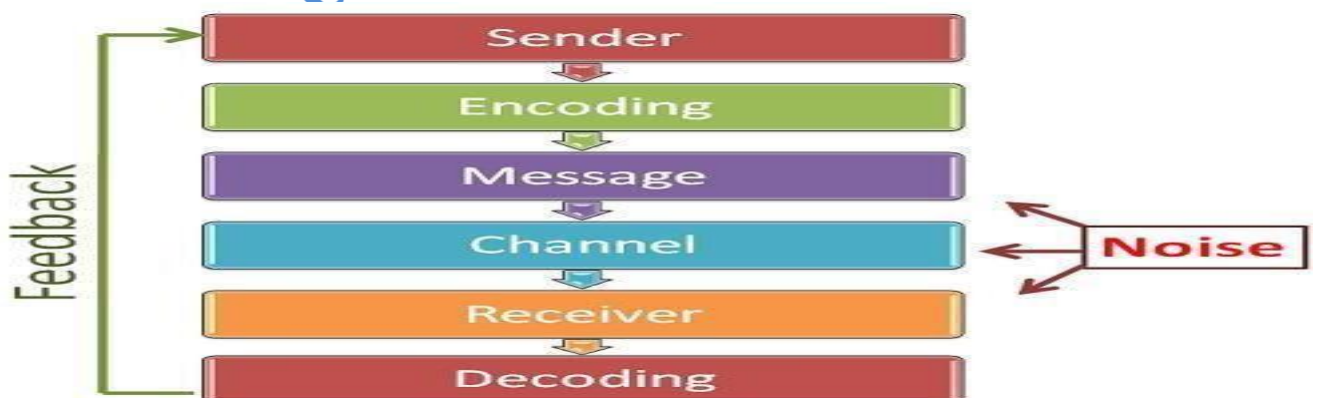 Sender
Encoding
Message
Channel
Receiver
Decoding
Feedback
Noise